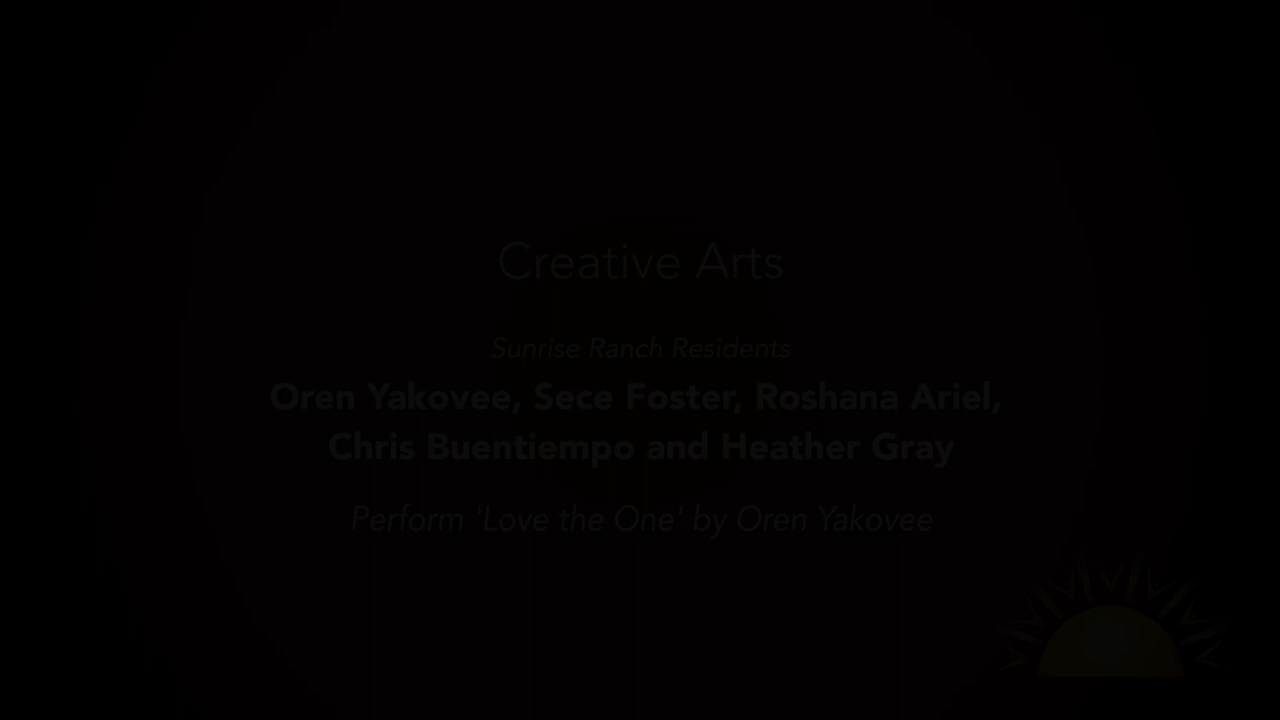 Creative Arts
Sunrise Ranch Residents
Oren Yakovee, Sece Foster, Roshana Ariel,
Chris Buentiempo and Heather Gray
Perform 'Love the One' by Oren Yakovee